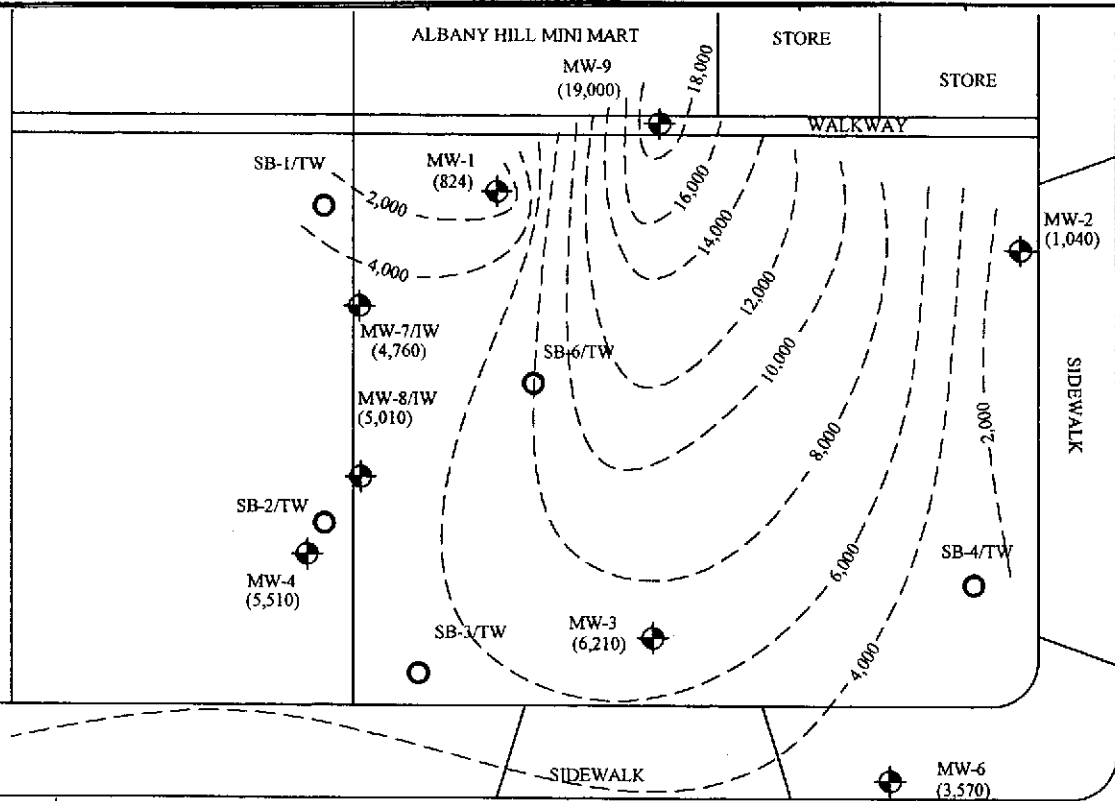 ALBANY HILL MINI MART
STORE
STORE
MW-9
(19,000)
18,000
WALKWAY
SB-1/TW
MW-1
(824)
2,000
16,000
14,000
MW-2
(1,040)
4,000
12,000
MW-7/IW
(4,760)
SB-6/TW
10,000
MW-8/IW
(5,010)
SIDEWALK
2,000
8,000
SB-2/TW
MW-4
(5,510)
6,000
SB-4/TW
SB-3/TW
MW-3
(6,210)
4,000
SIDEWALK
MW-6
(3,570)